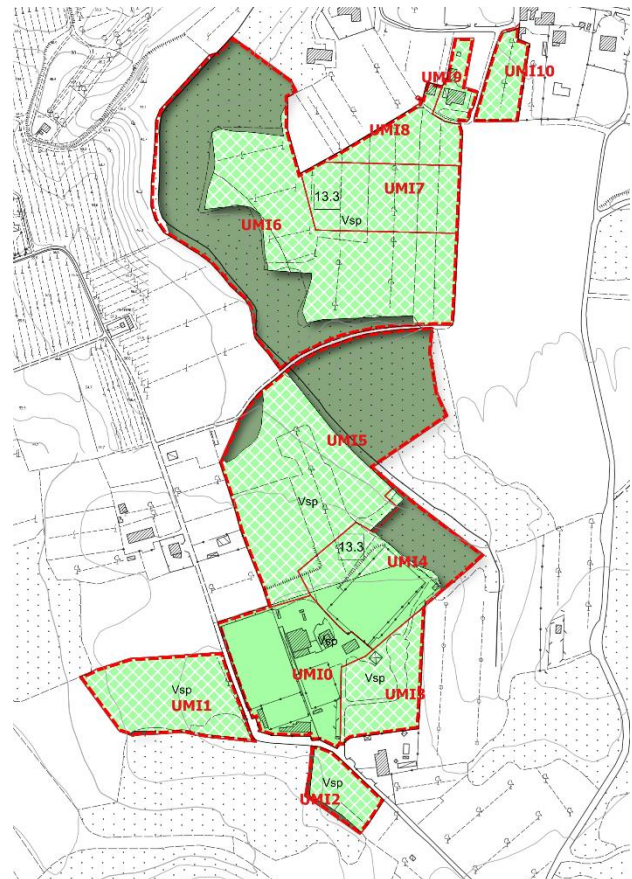 UMI9
UMI10
UMI8
UMI7
13.3
Vsp
UMI6
UMI5
Vsp
13.3
UMI4
Vsp
UMI0
Vsp
UMI3
Vsp
UMI1
Vsp
UMI2